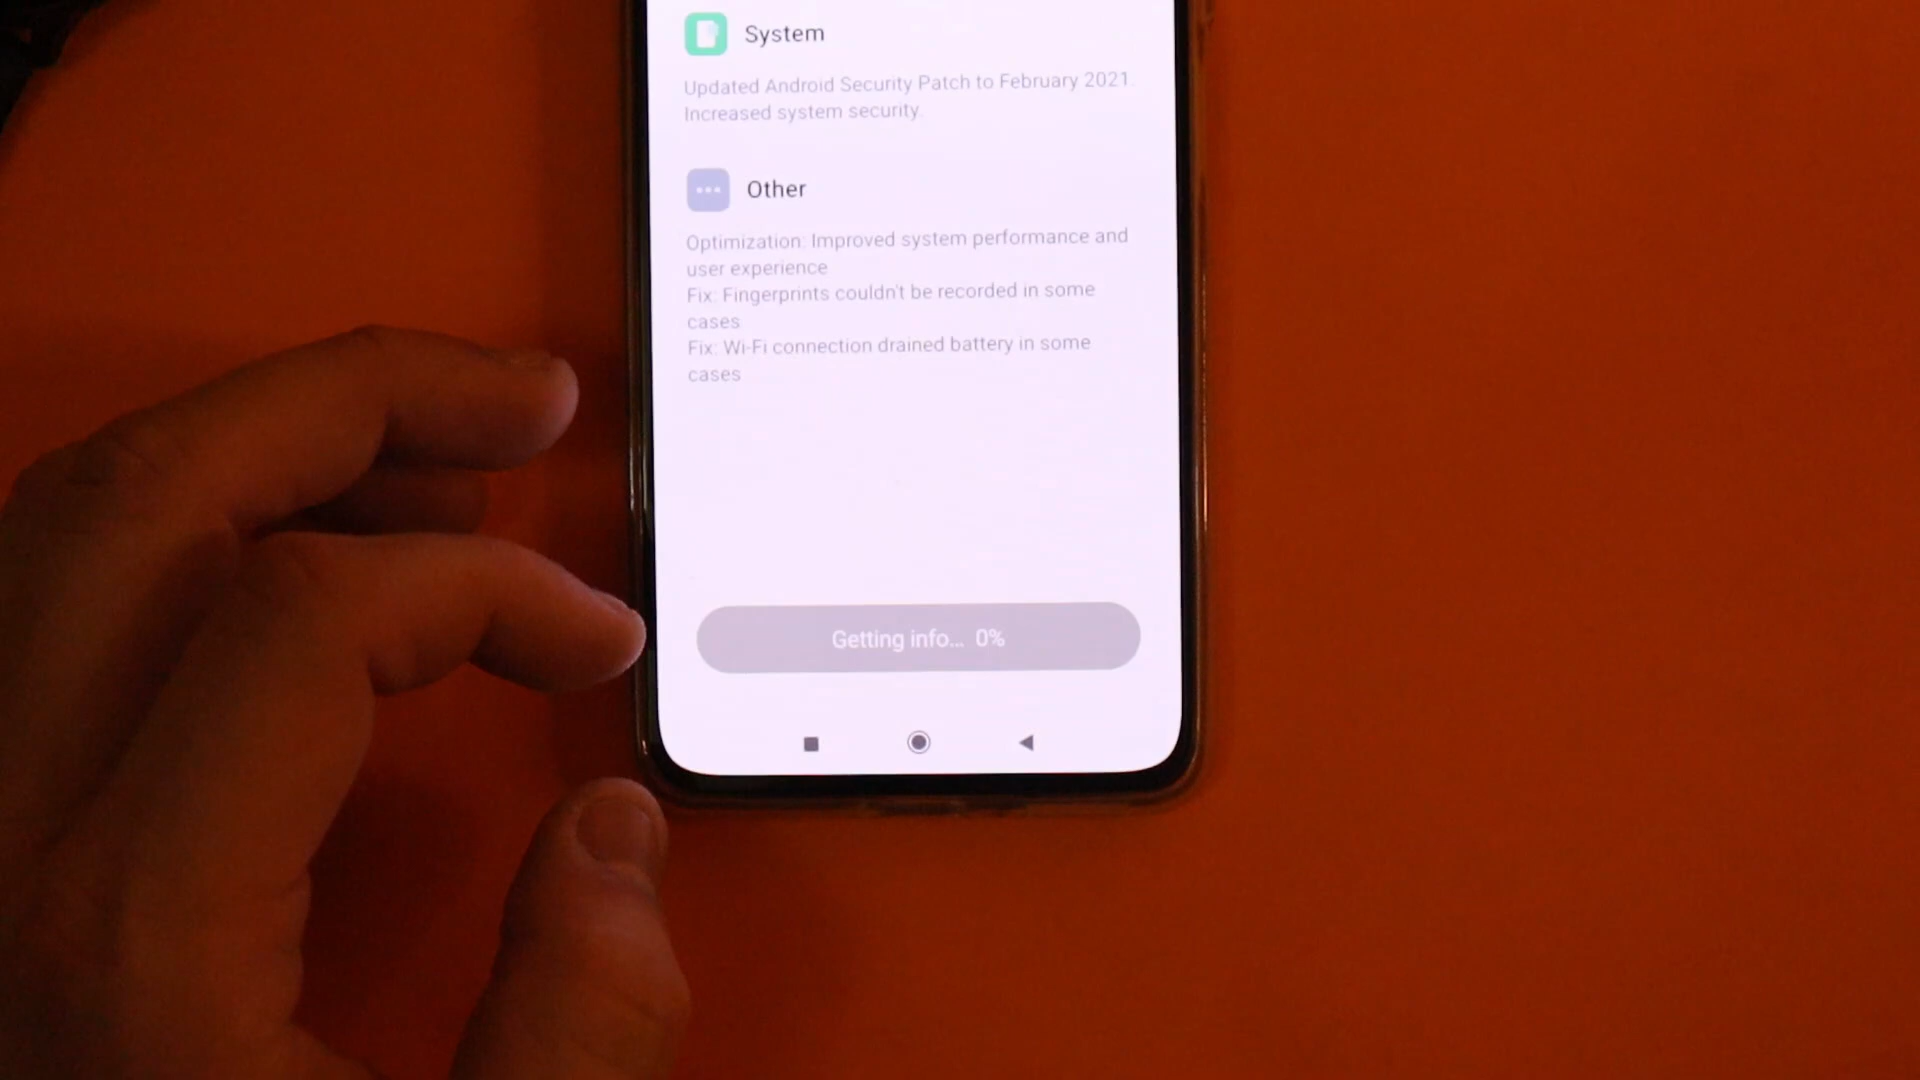 System
Updated Android Security Patch to February 2021.
Increased system security.
Other
Optimization: Improved system performance and
user experience
Fix: Fingerprints couldn't be recorded in some
cases
Fix: Wi-Fi connection drained battery in some
cases
Getting info... 0%